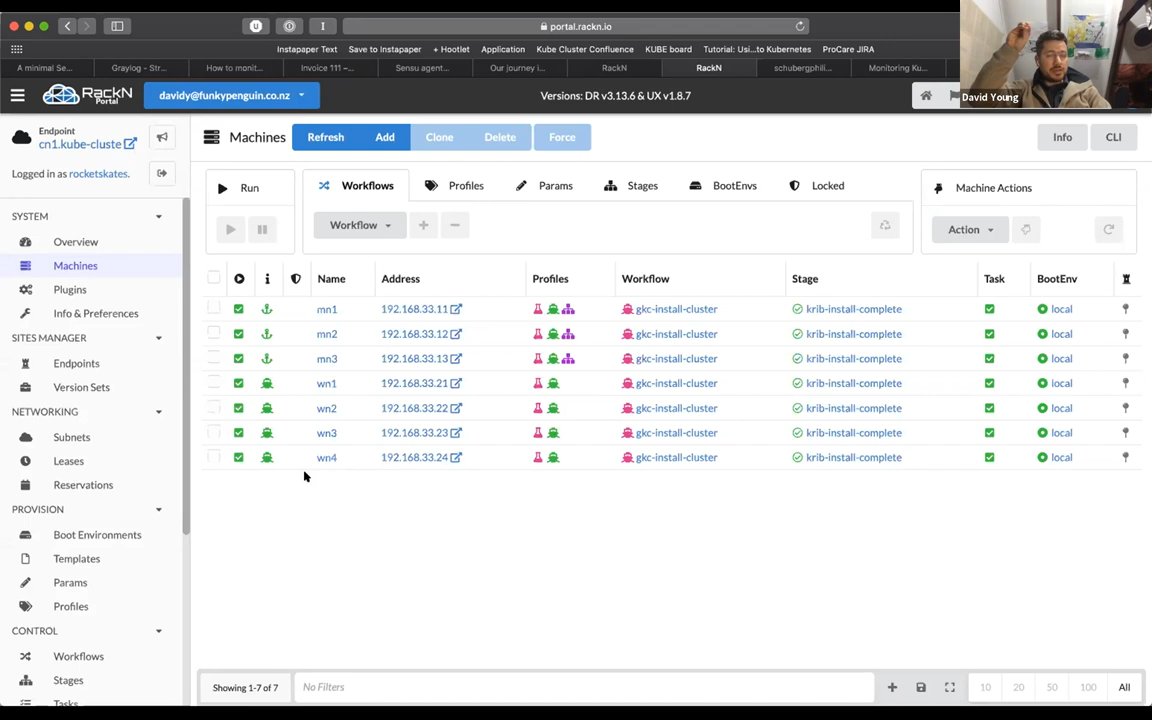 portal.rackn.io
Instapaper Text Save to Instapaper + Hootlet Application Kube Cluster Confluence KUBE board Tutorial: Usi...to Kubernetes ProCare JIRA
A minimal Se... Graylog - Str... How to monit... Invoice 111 –... Sensu agent... Our journey i... RackN RackN schubergphili... Monitoring Ku...
David Young
RackN Portal davidy@funkypenguin.co.nz Versions: DR v3.13.6 & UX v1.8.7
Endpoint
cn1.kube-cluste
Logged in as rocketskates.
Machines Refresh Add Clone Delete Force Info CLI
Run Workflows Profiles Params Stages BootEnvs Locked Machine Actions
Workflow Action
SYSTEM
Overview
Machines
Plugins
Info & Preferences
SITES MANAGER
Endpoints
Version Sets
NETWORKING
Subnets
Leases
Reservations
PROVISION
Boot Environments
Templates
Params
Profiles
CONTROL
Workflows
Stages
Tasks
Name Address Profiles Workflow Stage Task BootEnv
mn1 192.168.33.11 gkc-install-cluster krib-install-complete local
mn2 192.168.33.12 gkc-install-cluster krib-install-complete local
mn3 192.168.33.13 gkc-install-cluster krib-install-complete local
wn1 192.168.33.21 gkc-install-cluster krib-install-complete local
wn2 192.168.33.22 gkc-install-cluster krib-install-complete local
wn3 192.168.33.23 gkc-install-cluster krib-install-complete local
wn4 192.168.33.24 gkc-install-cluster krib-install-complete local
Showing 1-7 of 7 No Filters 10 20 50 100 All